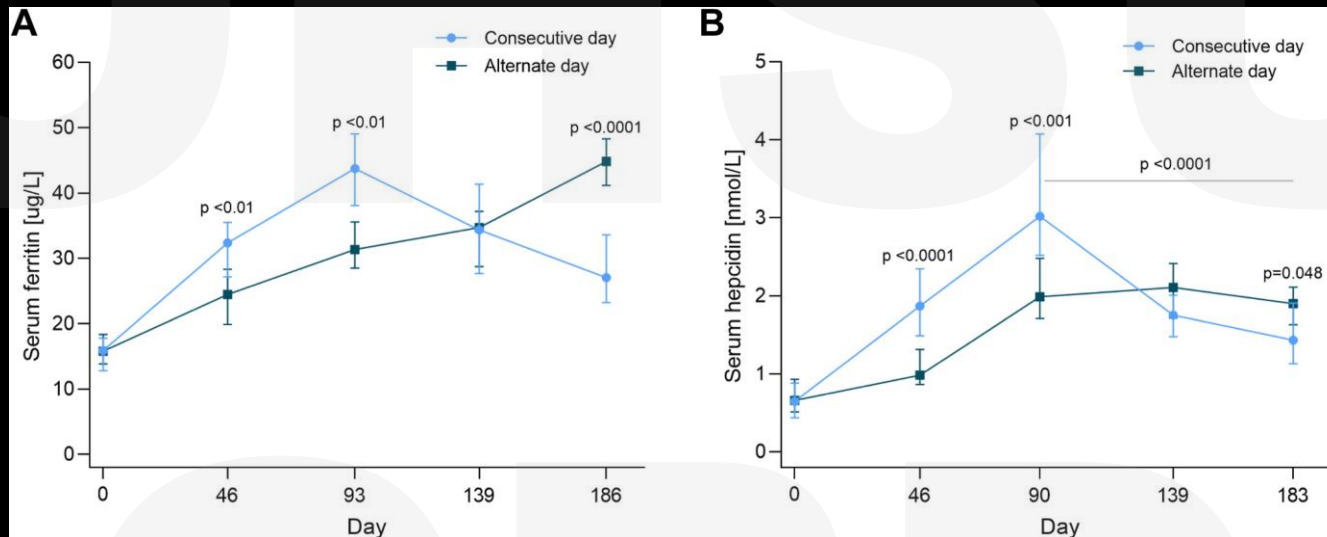 A
Consecutive day
Alternate day
60
50
40
30
20
10
0
Serum ferritin [ug/L]
p <0.01
p <0.01
p <0.0001
0 46 93 139 186
Day
B
Consecutive day
Alternate day
5
4
3
2
1
0
Serum hepcidin [nmol/L]
p <0.0001
p <0.001
p <0.0001
p=0.048
0 46 90 139 183
Day